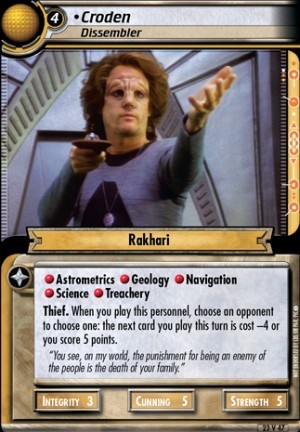 4
•Croden
Dissembler
Rakhari
Astrometrics Geology Navigation
Science Treachery
Thief. When you play this personnel, choose an opponent
to choose one: the next card you play this turn is cost –4 or
you score 5 points.
"You see, on my world, the punishment for being an enemy of
the people is the death of your family."
INTEGRITY 3
CUNNING 5
STRENGTH 5